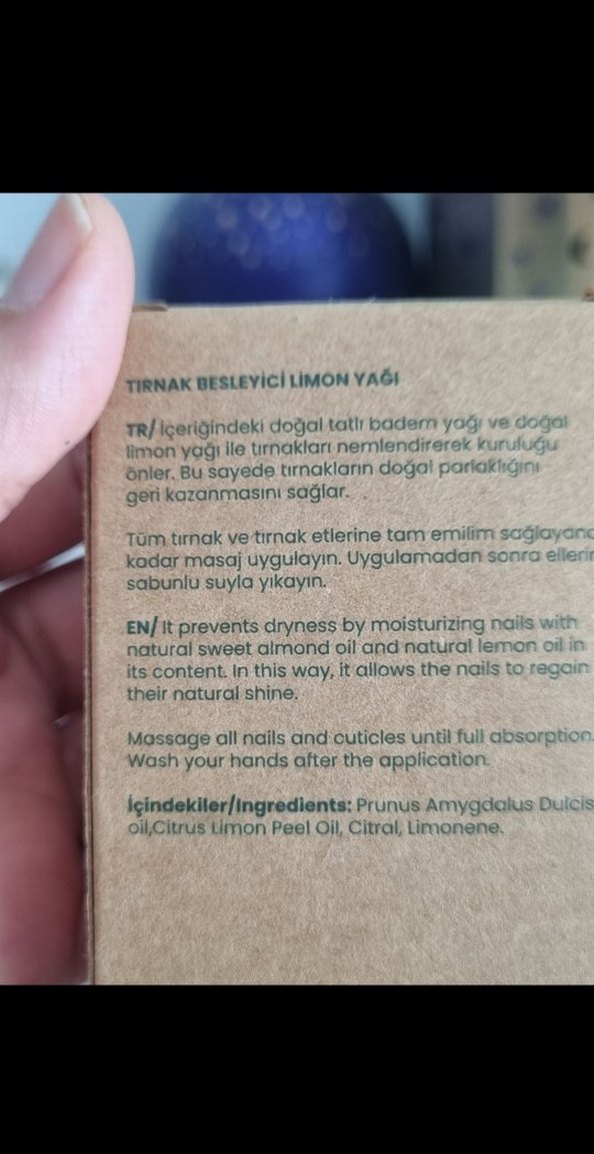 TIRNAK BESLEYİCİ LİMON YAĞI
TR/ İçeriğindeki doğal tatlı badem yağı ve doğal
limon yağı ile tırnakları nemlendirerek kuruluğu
önler. Bu sayede tırnakların doğal parlaklığını
geri kazanmasını sağlar.
Tüm tırnak ve tırnak etlerine tam emilim sağlayana
kadar masaj uygulayın. Uygulamadan sonra
sabunlu suyla yıkayın.
EN/ It prevents dryness by moisturizing nails with
natural sweet almond oil and natural lemon oil in
its content. In this way, it allows the nails to regain
their natural shine.
Massage all nails and cuticles until full absorption.
Wash your hands after the application.
İçindekiler/Ingredients: Prunus Amygdalus Dulcis
oil,Citrus Limon Peel Oil, Citral, Limonene.